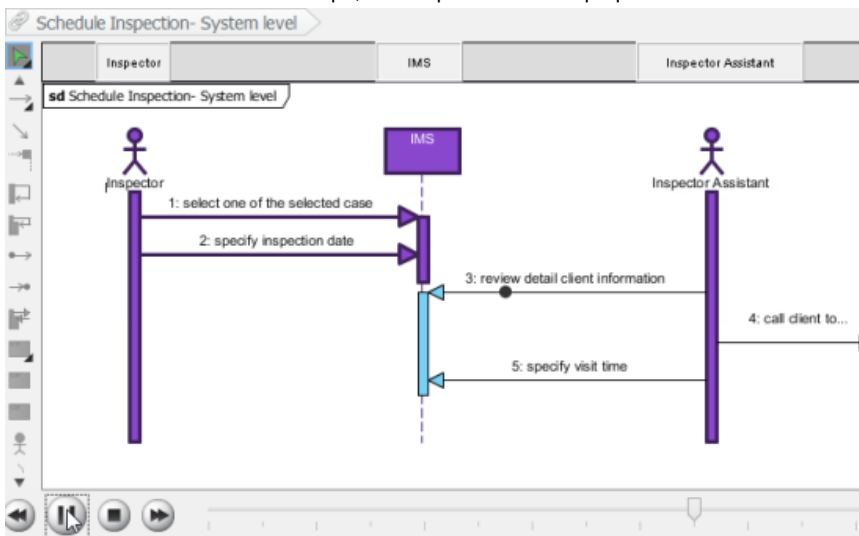 Schedule Inspection- System level
Inspector IMS Inspector Assistant
sd Schedule Inspection- System level
IMS
Inspector Inspector Assistant
1: select one of the selected case
2: specify inspection date
3: review detail client information
4: call client to...
5: specify visit time